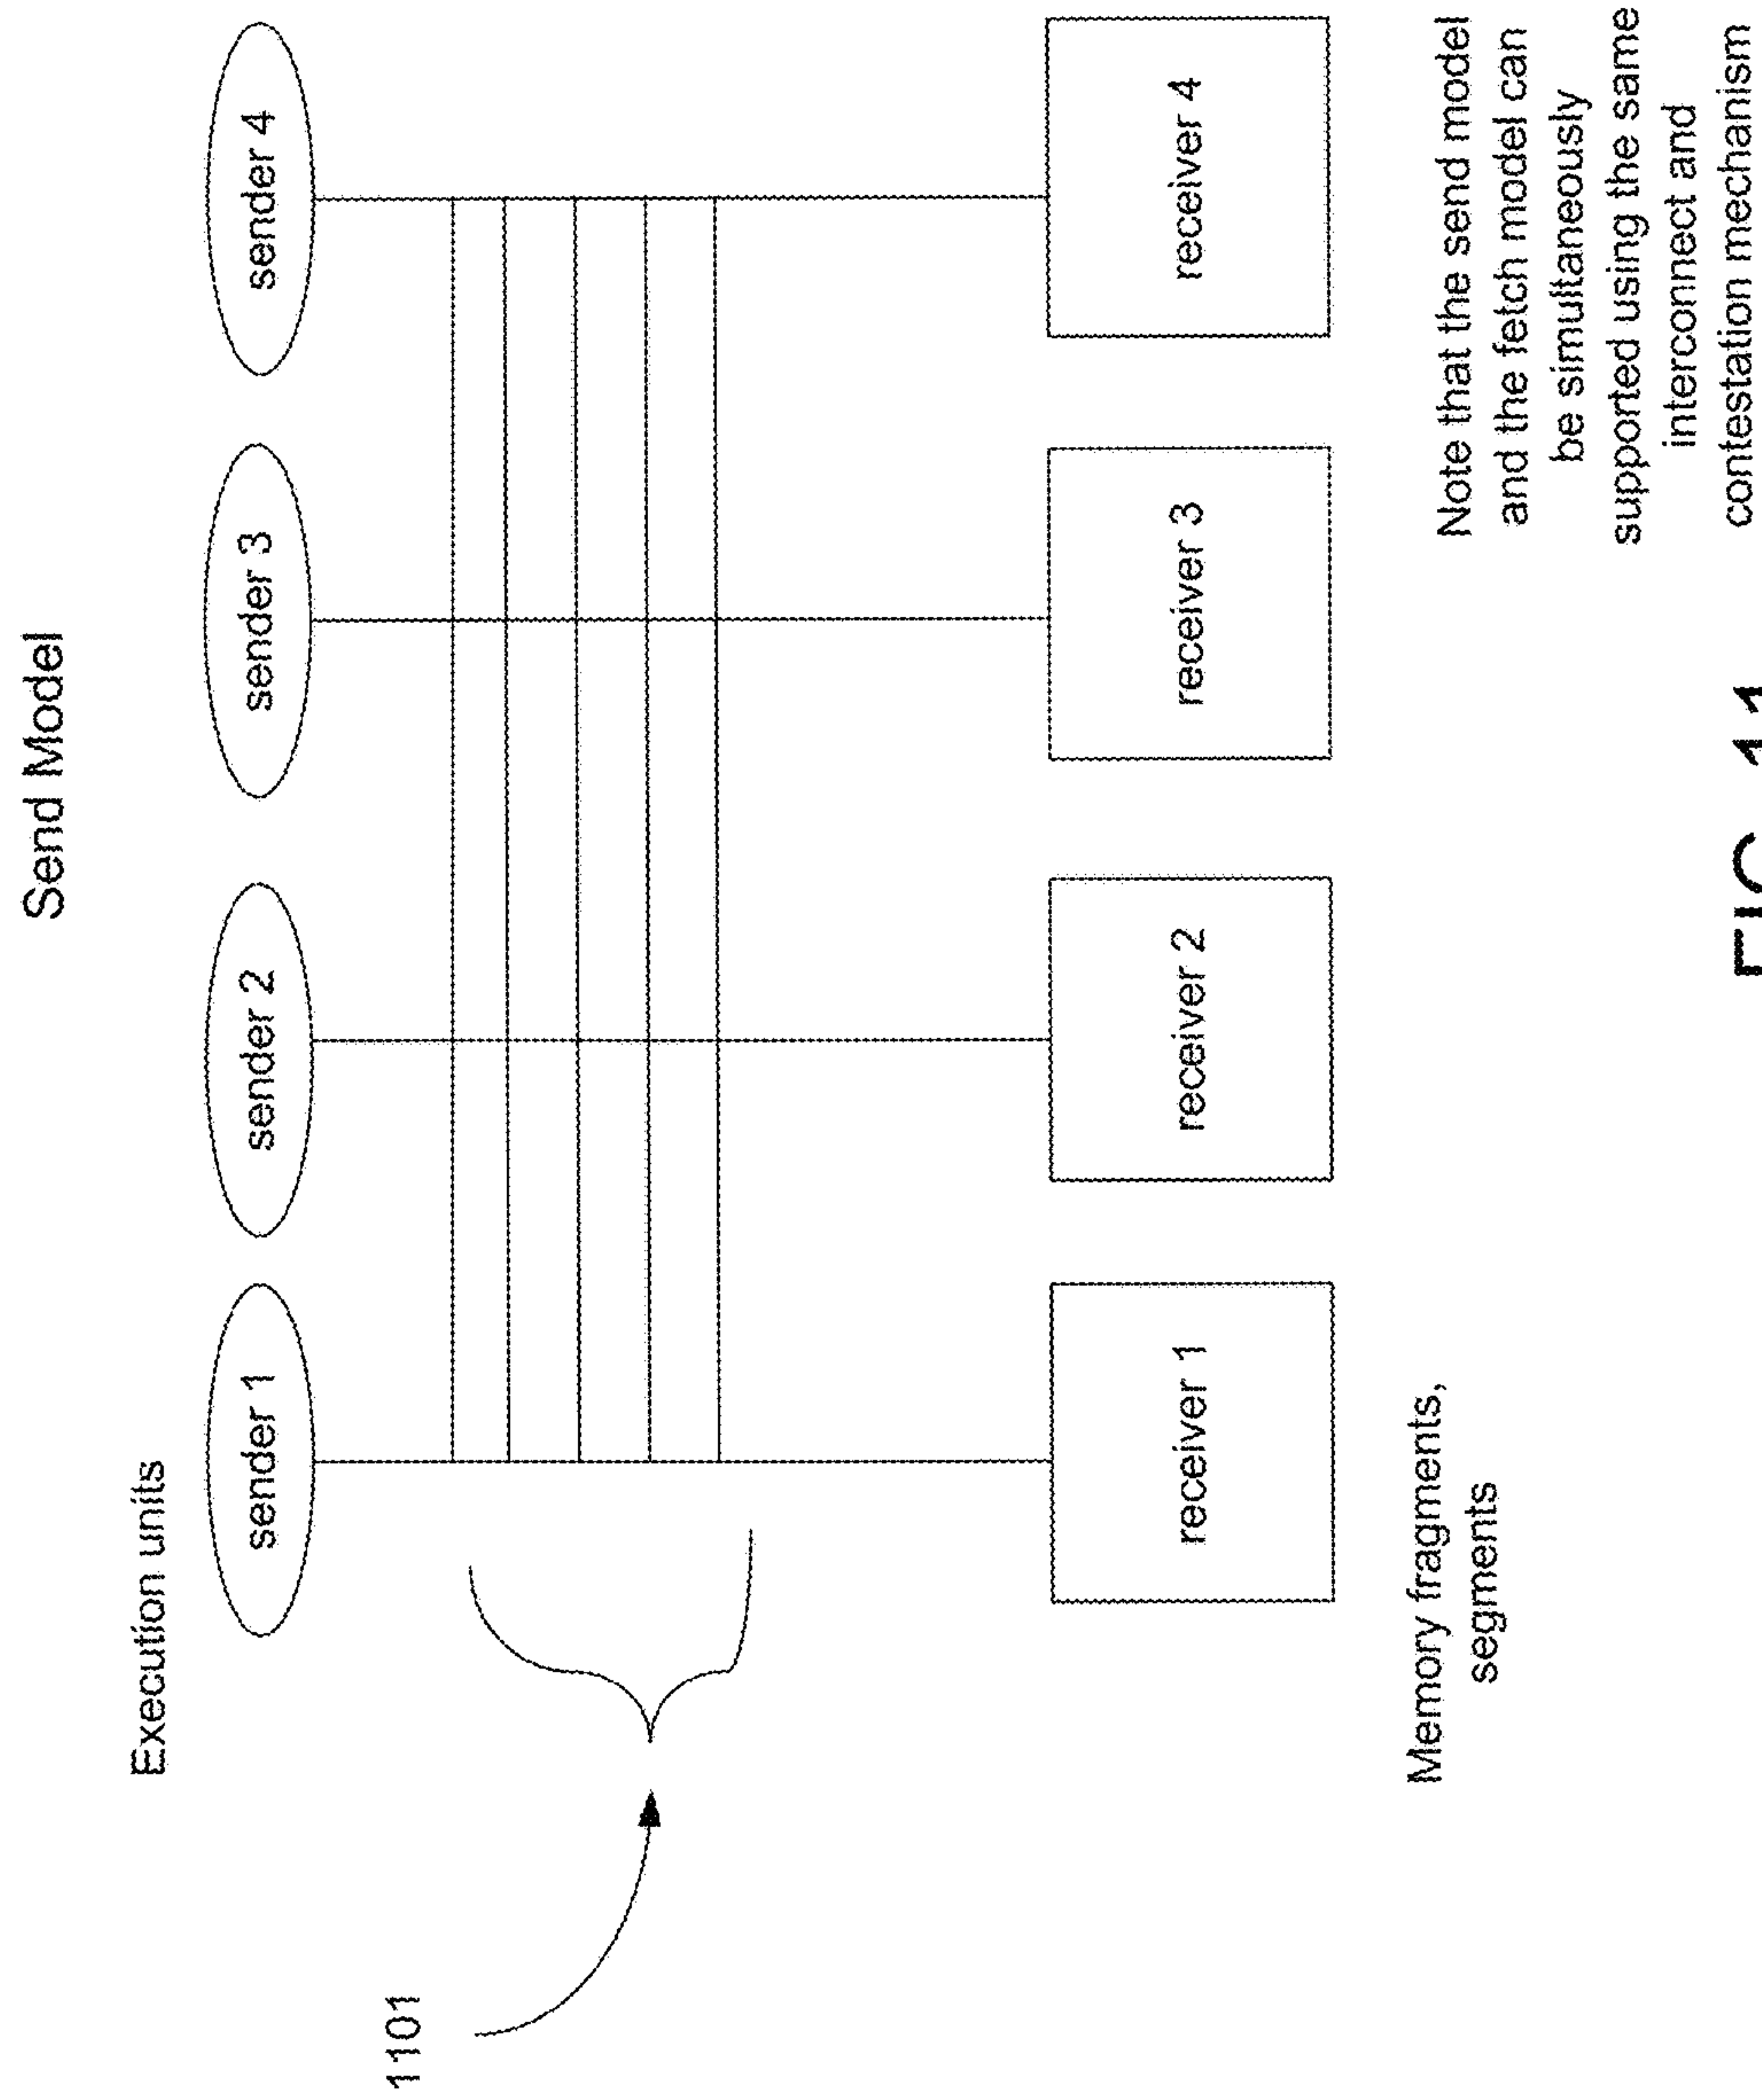 Send Model
Execution units
sender 1
sender 2
sender 3
sender 4
1101
receiver 1
receiver 2
receiver 3
receiver 4
Memory fragments,
segments
Note that the send model
and the fetch model can
be simultaneously
supported using the same
interconnect and
contestation mechanism
FIG. 11